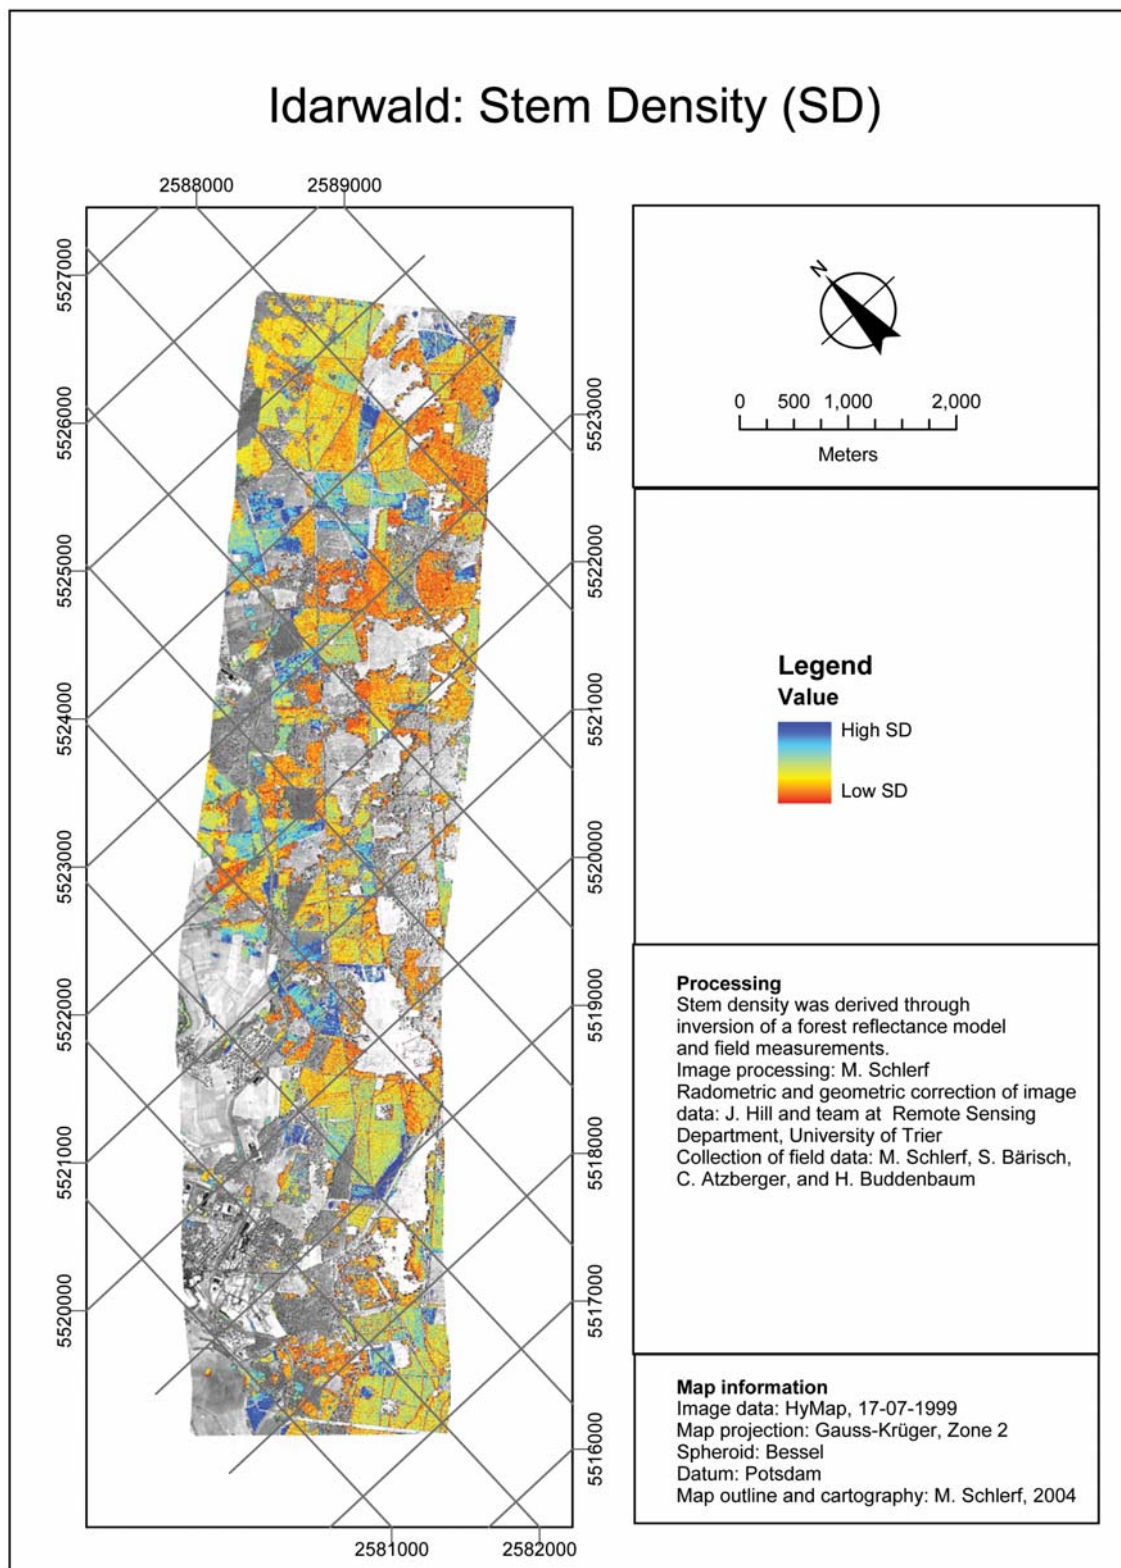 Idarwald: Stem Density (SD)
2588000
2589000
5527000
5526000
5525000
5524000
5523000
5522000
5521000
5520000
5523000
5522000
5521000
5520000
5519000
5518000
5517000
5516000
2581000
2582000
N
0 500 1,000 2,000
Meters
Legend
Value
High SD
Low SD
Processing
Stem density was derived through
inversion of a forest reflectance model
and field measurements.
Image processing: M. Schlerf
Radometric and geometric correction of image
data: J. Hill and team at Remote Sensing
Department, University of Trier
Collection of field data: M. Schlerf, S. Bärisch,
C. Atzberger, and H. Buddenbaum
Map information
Image data: HyMap, 17-07-1999
Map projection: Gauss-Krüger, Zone 2
Spheroid: Bessel
Datum: Potsdam
Map outline and cartography: M. Schlerf, 2004